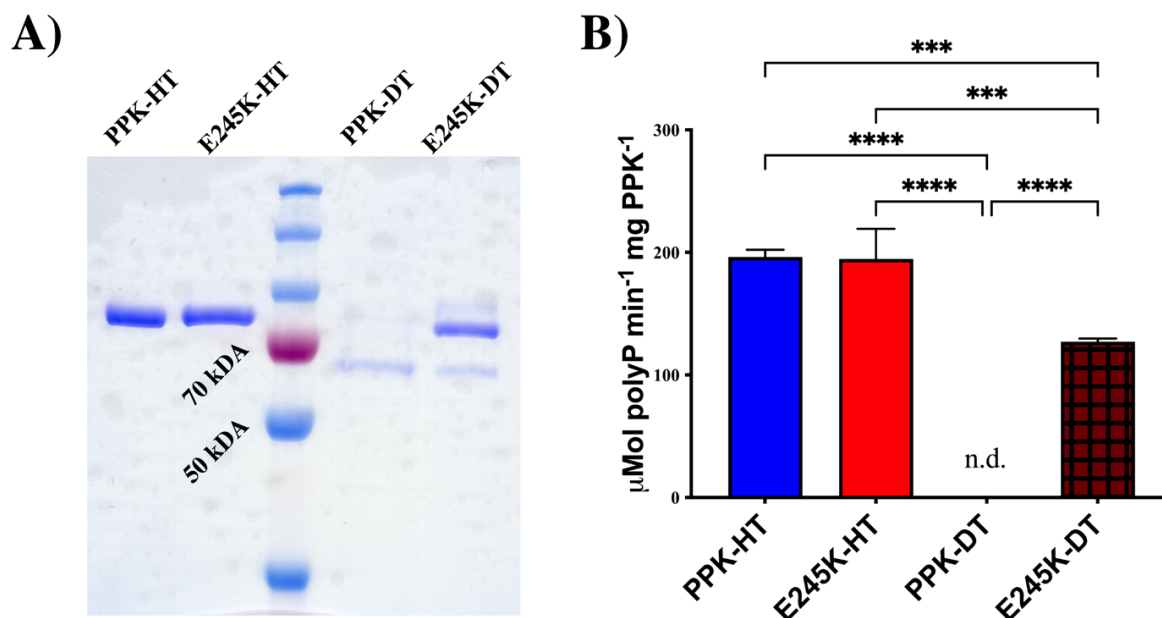 A)
PPK-HT
E245K-HT
PPK-DT
E245K-DT
70 kDA
50 kDA
B)
***
***
****
**** ****
300
200
100
0
µMol polyP min-1 mg PPK-1
n.d.
PPK-HT
E245K-HT
PPK-DT
E245K-DT